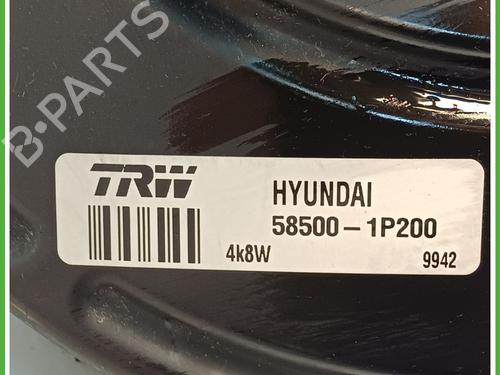 B-PARTS
TRW
HYUNDAI
58500-1P200
4k8W
9942